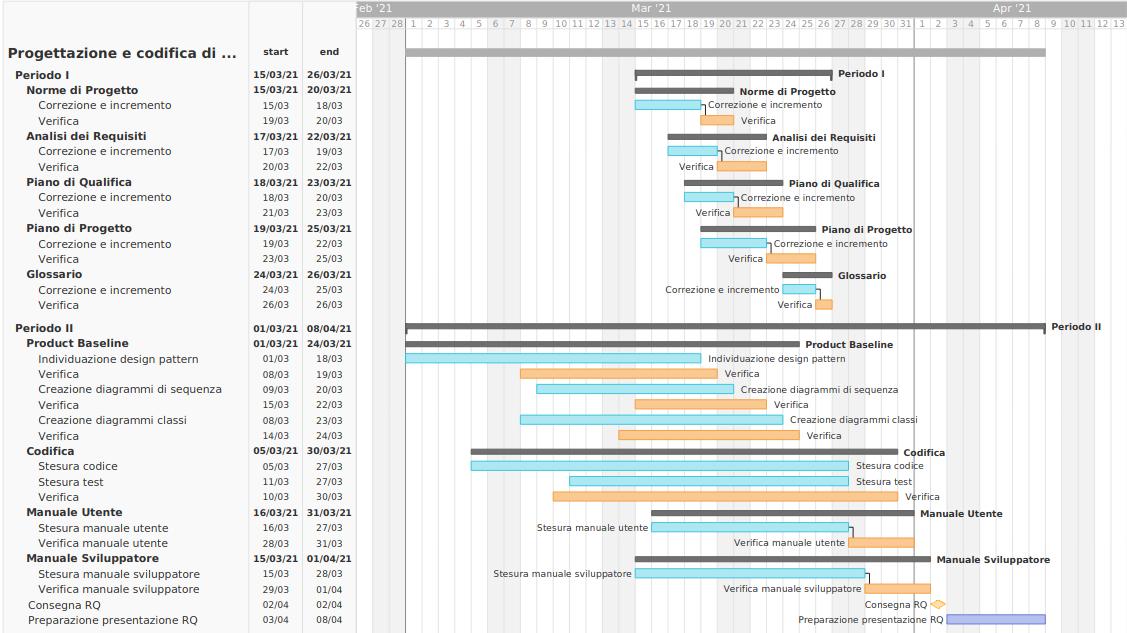 Feb '21 Mar '21 Apr '21
26 27 28 1 2 3 4 5 6 7 8 9 10 11 12 13 14 15 16 17 18 19 20 21 22 23 24 25 26 27 28 29 30 31 1 2 3 4 5 6 7 8 9 10 11 12 13
Progettazione e codifica di ... start end
Periodo I 15/03/21 26/03/21 Periodo I
Norme di Progetto 15/03/21 20/03/21 Norme di Progetto
Correzione e incremento 15/03 18/03 Correzione e incremento
Verifica 19/03 20/03 Verifica
Analisi dei Requisiti 17/03/21 22/03/21 Analisi dei Requisiti
Correzione e incremento 17/03 19/03 Correzione e incremento
Verifica 20/03 22/03 Verifica
Piano di Qualifica 18/03/21 23/03/21 Piano di Qualifica
Correzione e incremento 18/03 20/03 Correzione e incremento
Verifica 21/03 23/03 Verifica
Piano di Progetto 19/03/21 25/03/21 Piano di Progetto
Correzione e incremento 19/03 22/03 Correzione e incremento
Verifica 23/03 25/03 Verifica
Glossario 24/03/21 26/03/21 Glossario
Correzione e incremento 24/03 25/03 Correzione e incremento
Verifica 26/03 26/03 Verifica
Periodo II 01/03/21 08/04/21 Periodo II
Product Baseline 01/03/21 24/03/21 Product Baseline
Individuazione design pattern 01/03 18/03 Individuazione design pattern
Verifica 08/03 19/03 Verifica
Creazione diagrammi di sequenza 09/03 20/03 Creazione diagrammi di sequenza
Verifica 15/03 22/03 Verifica
Creazione diagrammi classi 08/03 23/03 Creazione diagrammi classi
Verifica 14/03 24/03 Verifica
Codifica 05/03/21 30/03/21 Codifica
Stesura codice 05/03 27/03 Stesura codice
Stesura test 11/03 27/03 Stesura test
Verifica 10/03 30/03 Verifica
Manuale Utente 16/03/21 31/03/21 Manuale Utente
Stesura manuale utente 16/03 27/03 Stesura manuale utente
Verifica manuale utente 28/03 31/03 Verifica manuale utente
Manuale Sviluppatore 15/03/21 01/04/21 Manuale Sviluppatore
Stesura manuale sviluppatore 15/03 28/03 Stesura manuale sviluppatore
Verifica manuale sviluppatore 29/03 01/04 Verifica manuale sviluppatore
Consegna RQ 02/04 02/04 Consegna RQ
Preparazione presentazione RQ 03/04 08/04 Preparazione presentazione RQ